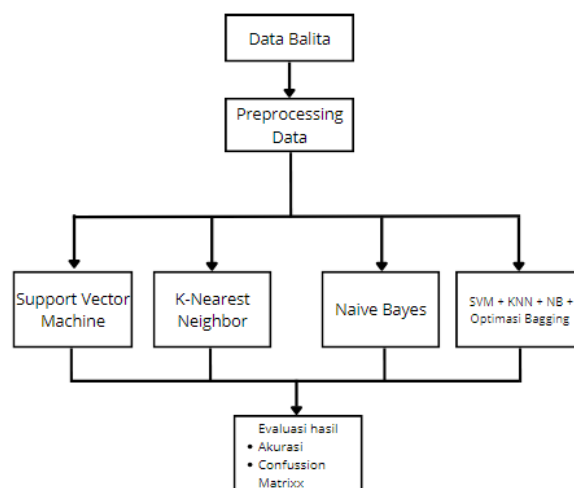 Data Balita
Preprocessing
Data
Support Vector
Machine
K-Nearest
Neighbor
Naive Bayes
SVM + KNN + NB +
Optimasi Bagging
Evaluasi hasil
• Akurasi
• Confussion
Matrixx